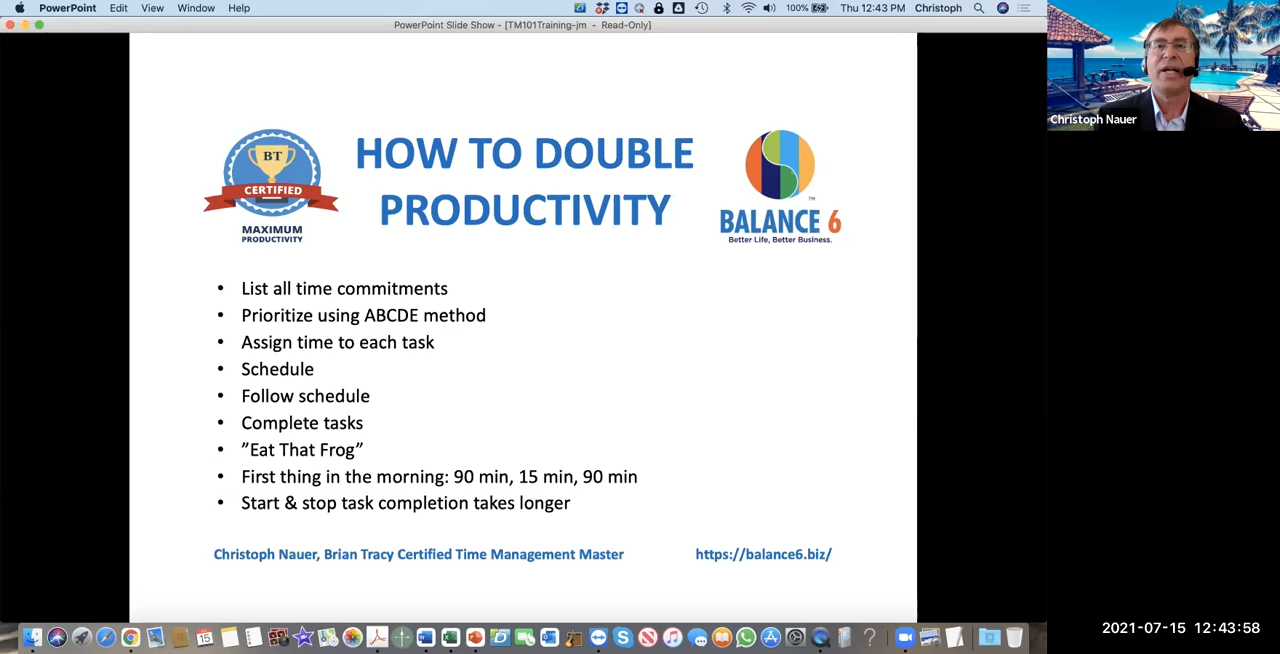 PowerPoint Edit View Window Help 100% Thu 12:43 PM Christoph
PowerPoint Slide Show - [TM101Training-jm - Read-Only]
Christoph Nauer
BT
CERTIFIED
MAXIMUM
PRODUCTIVITY
HOW TO DOUBLE
PRODUCTIVITY
TM
BALANCE 6
Better Life, Better Business.
• List all time commitments
• Prioritize using ABCDE method
• Assign time to each task
• Schedule
• Follow schedule
• Complete tasks
• ”Eat That Frog”
• First thing in the morning: 90 min, 15 min, 90 min
• Start & stop task completion takes longer
Christoph Nauer, Brian Tracy Certified Time Management Master https://balance6.biz/
15
2021-07-15 12:43:58